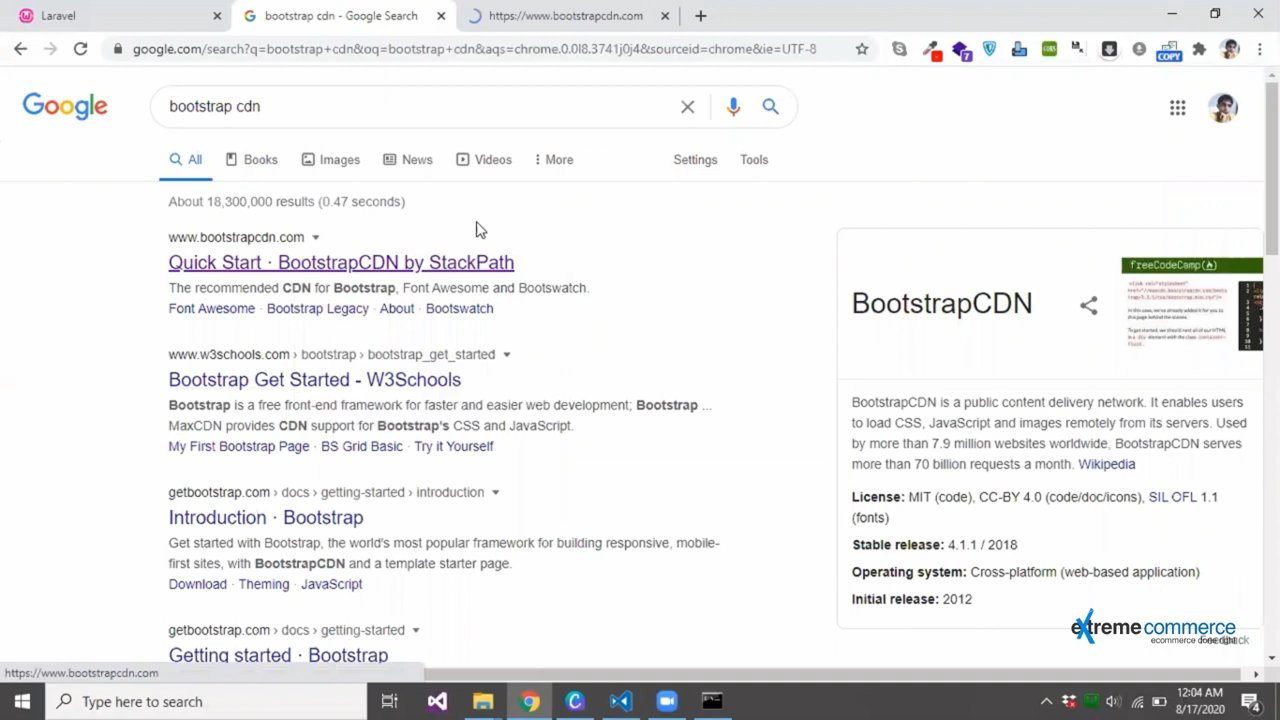 Laravel
bootstrap cdn - Google Search
https://www.bootstrapcdn.com
google.com/search?q=bootstrap+cdn&oq=bootstrap+cdn&aqs=chrome.0.0l8.3741j0j4&sourceid=chrome&ie=UTF-8
7
COPY
Google
bootstrap cdn
All
Books
Images
News
Videos
More
Settings
Tools
About 18,300,000 results (0.47 seconds)
www.bootstrapcdn.com
Quick Start · BootstrapCDN by StackPath
The recommended CDN for Bootstrap, Font Awesome and Bootswatch.
Font Awesome · Bootstrap Legacy · About · Bootswatch
www.w3schools.com › bootstrap › bootstrap_get_started
Bootstrap Get Started - W3Schools
Bootstrap is a free front-end framework for faster and easier web development; Bootstrap ...
MaxCDN provides CDN support for Bootstrap's CSS and JavaScript.
My First Bootstrap Page · BS Grid Basic · Try it Yourself
getbootstrap.com › docs › getting-started › introduction
Introduction · Bootstrap
Get started with Bootstrap, the world's most popular framework for building responsive, mobile-
first sites, with BootstrapCDN and a template starter page.
Download · Theming · JavaScript
getbootstrap.com › docs › getting-started
Getting started · Bootstrap
freeCodeCamp(🔥)
BootstrapCDN
BootstrapCDN is a public content delivery network. It enables users
to load CSS, JavaScript and images remotely from its servers. Used
by more than 7.9 million websites worldwide, BootstrapCDN serves
more than 70 billion requests a month. Wikipedia
License: MIT (code), CC-BY 4.0 (code/doc/icons), SIL OFL 1.1
(fonts)
Stable release: 4.1.1 / 2018
Operating system: Cross-platform (web-based application)
Initial release: 2012
extreme commerce
Feedback
https://www.bootstrapcdn.com
Type here to search
12:04 AM
8/17/2020
4